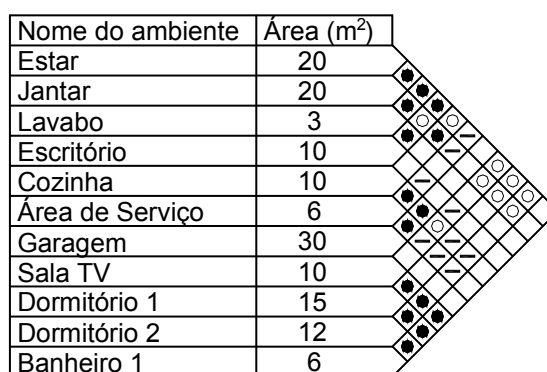 Nome do ambiente Área (m²)
Estar 20
Jantar 20
Lavabo 3
Escritório 10
Cozinha 10
Área de Serviço 6
Garagem 30
Sala TV 10
Dormitório 1 15
Dormitório 2 12
Banheiro 1 6